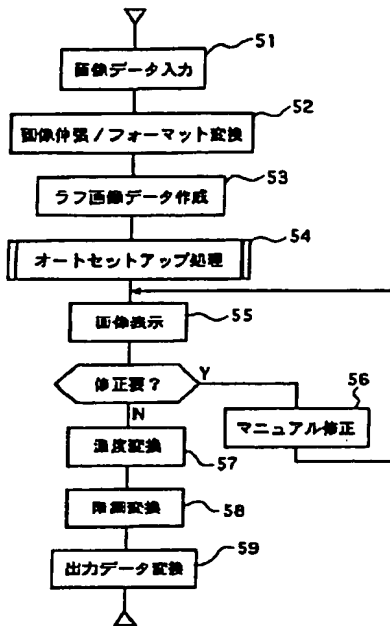 51
画像データ入力
52
画像伸張/フォーマット変換
53
ラフ画像データ作成
54
オートセットアップ処理
55
画像表示
修正要?
Y
56
マニュアル修正
N
濃度変換
57
階調変換
58
出力データ変換
59